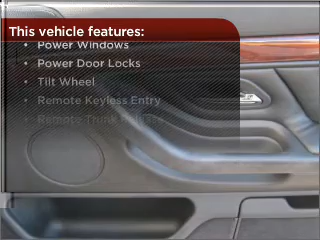 This vehicle features:
• Power Windows
• Power Door Locks
• Tilt Wheel
• Remote Keyless Entry
• Remote Trunk